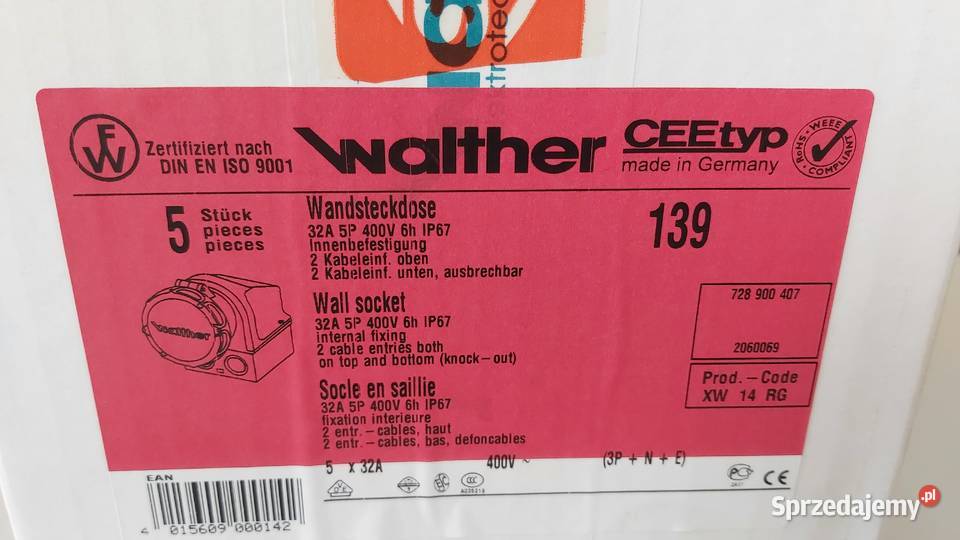 Zertifiziert nach
DIN EN ISO 9001
Walther
CEEtyp
made in Germany
RoHS WEEE COMPLIANT
5
Stück
pieces
pieces
Wandsteckdose
32A 5P 400V 6h IP67
Innenbefestigung
2 Kabeleinf. oben
2 Kabeleinf. unten, ausbrechbar
139
Walther
Wall socket
32A 5P 400V 6h IP67
internal fixing
2 cable entries both
on top and bottom (knock-out)
728 900 407
2060069
Prod.-Code
XW 14 RG
Socle en saillie
32A 5P 400V 6h IP67
fixation interieure
2 entr.-cables, haut
2 entr.-cables, bas, defoncables
5 x 32A 400V ~ (3P + N + E)
EAN
4 015609 000142
CE
Sprzedajemy.pl